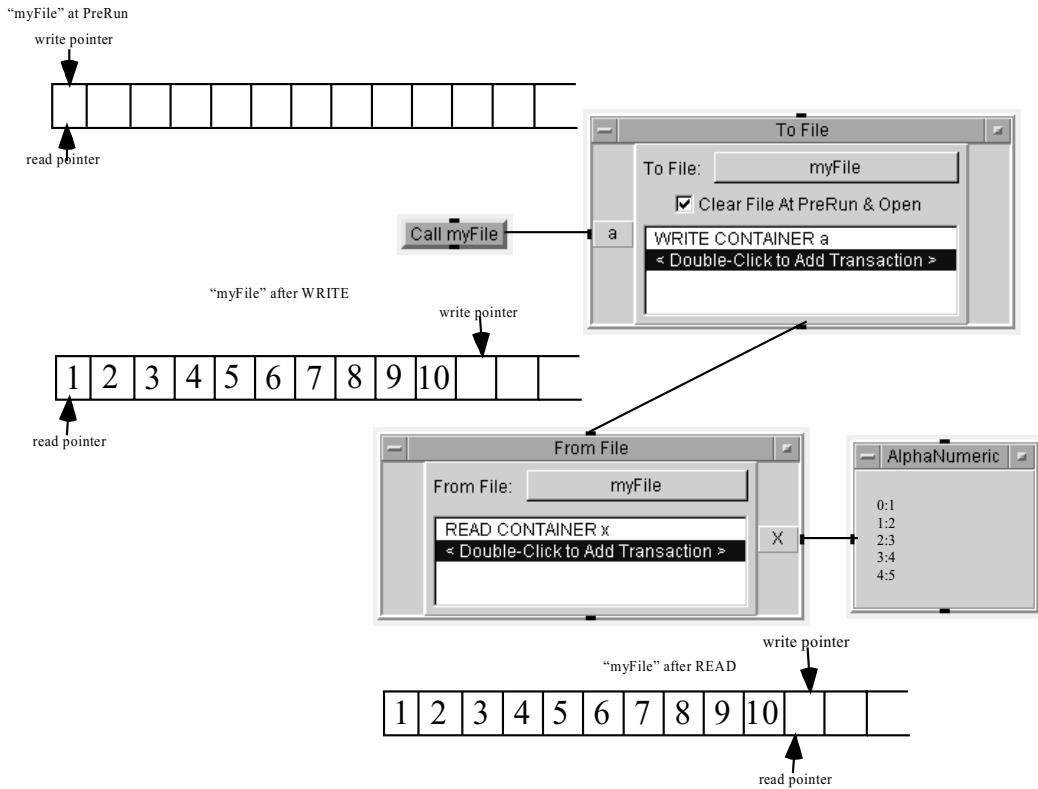 “myFile” at PreRun
write pointer
read pointer
To File
To File: myFile
Clear File At PreRun & Open
Call myFile
a
WRITE CONTAINER a
< Double-Click to Add Transaction >
“myFile” after WRITE
write pointer
1 2 3 4 5 6 7 8 9 10
read pointer
From File
From File: myFile
READ CONTAINER x
< Double-Click to Add Transaction >
X
AlphaNumeric
0:1
1:2
2:3
3:4
4:5
write pointer
“myFile” after READ
1 2 3 4 5 6 7 8 9 10
read pointer